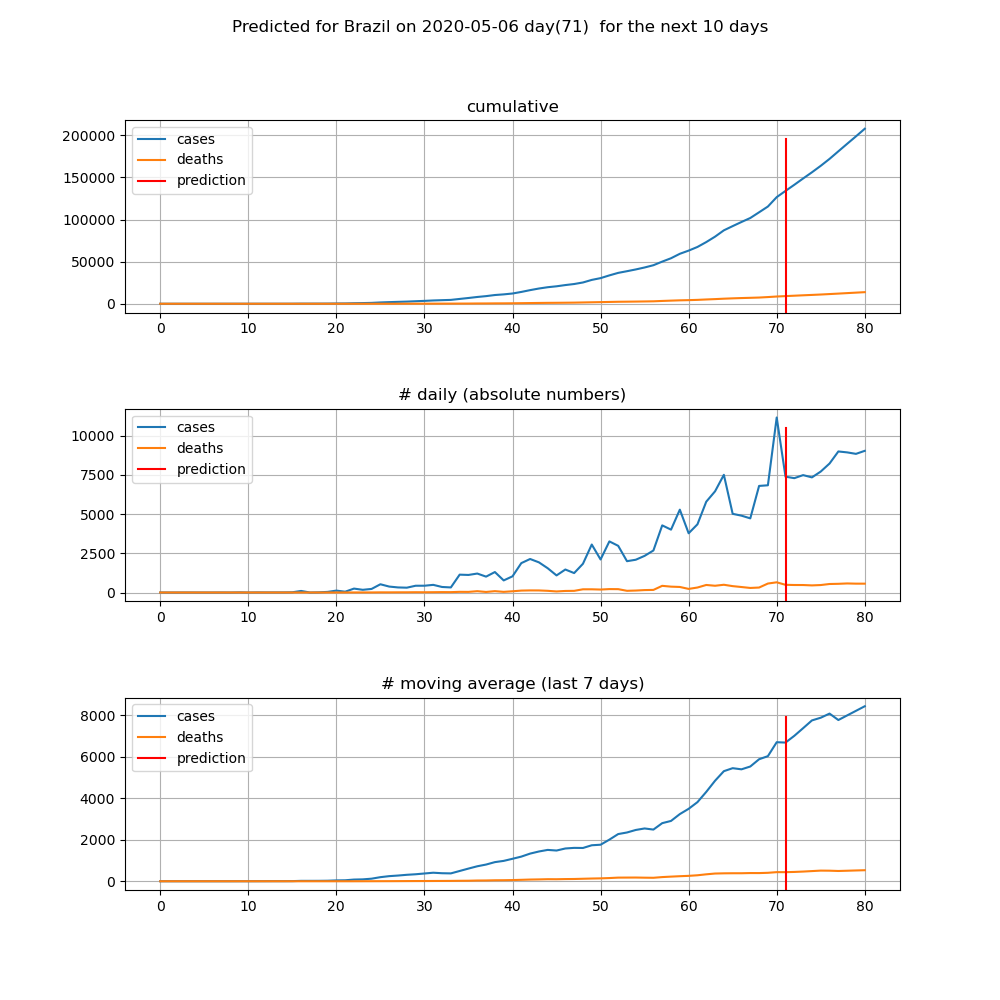 Predicted for Brazil on 2020-05-06 day(71)  for the next 10 days
cumulative
200000
150000
100000
50000
0
cases
deaths
prediction
0 10 20 30 40 50 60 70 80
# daily (absolute numbers)
10000
7500
5000
2500
0
cases
deaths
prediction
0 10 20 30 40 50 60 70 80
# moving average (last 7 days)
8000
6000
4000
2000
0
cases
deaths
prediction
0 10 20 30 40 50 60 70 80